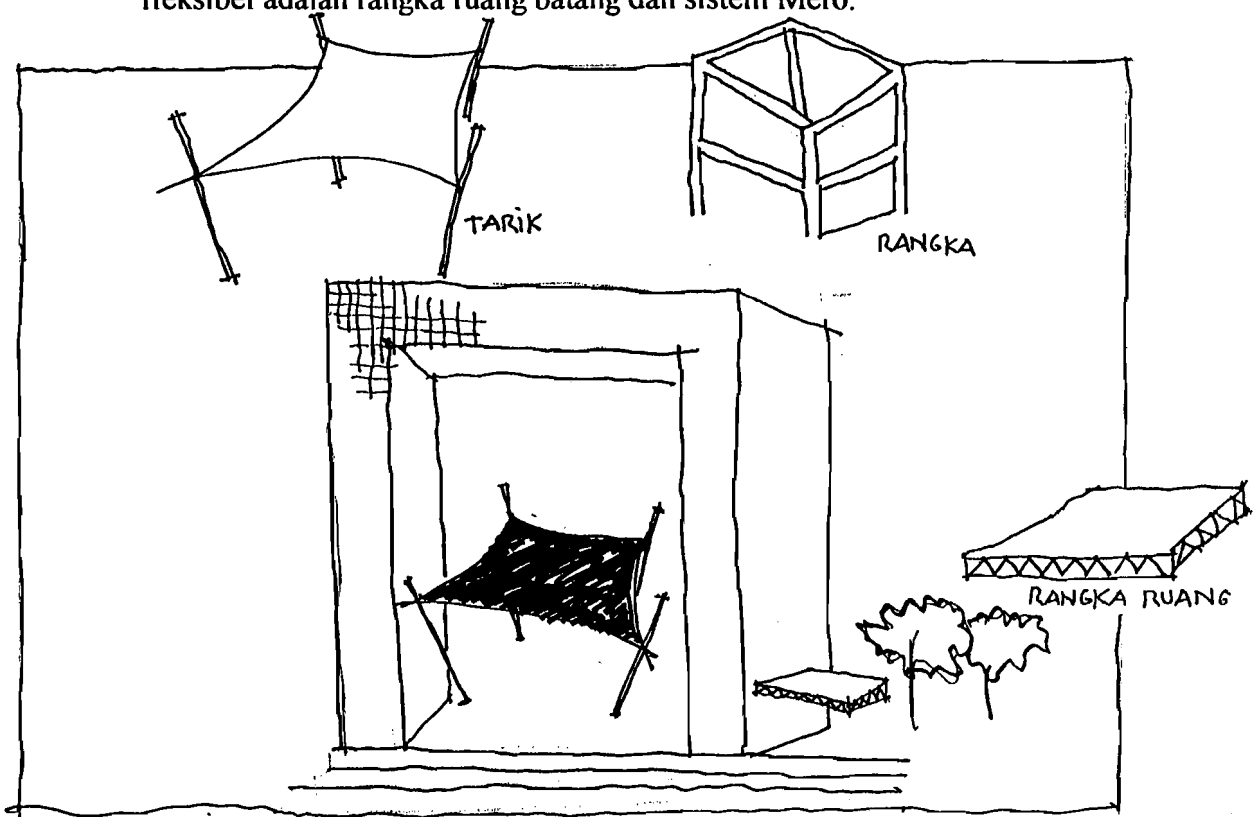 fleksibel adalah rangka ruang batang dan sistem Mero.
TARIK
RANGKA
RANGKA RUANG